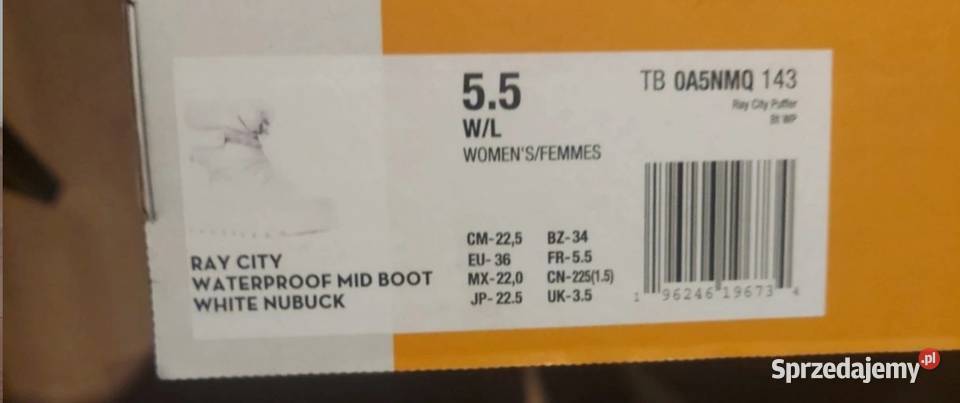 5.5
W/L
WOMEN'S/FEMMES
TB 0A5NMQ 143
Ray City Puffer
Bt WP
RAY CITY
WATERPROOF MID BOOT
WHITE NUBUCK
CM-22,5 BZ-34
EU-36 FR-5.5
MX-22,0 CN-225(1.5)
JP-22.5 UK-3.5
1 96246 19673 4
Sprzedajemy.pl